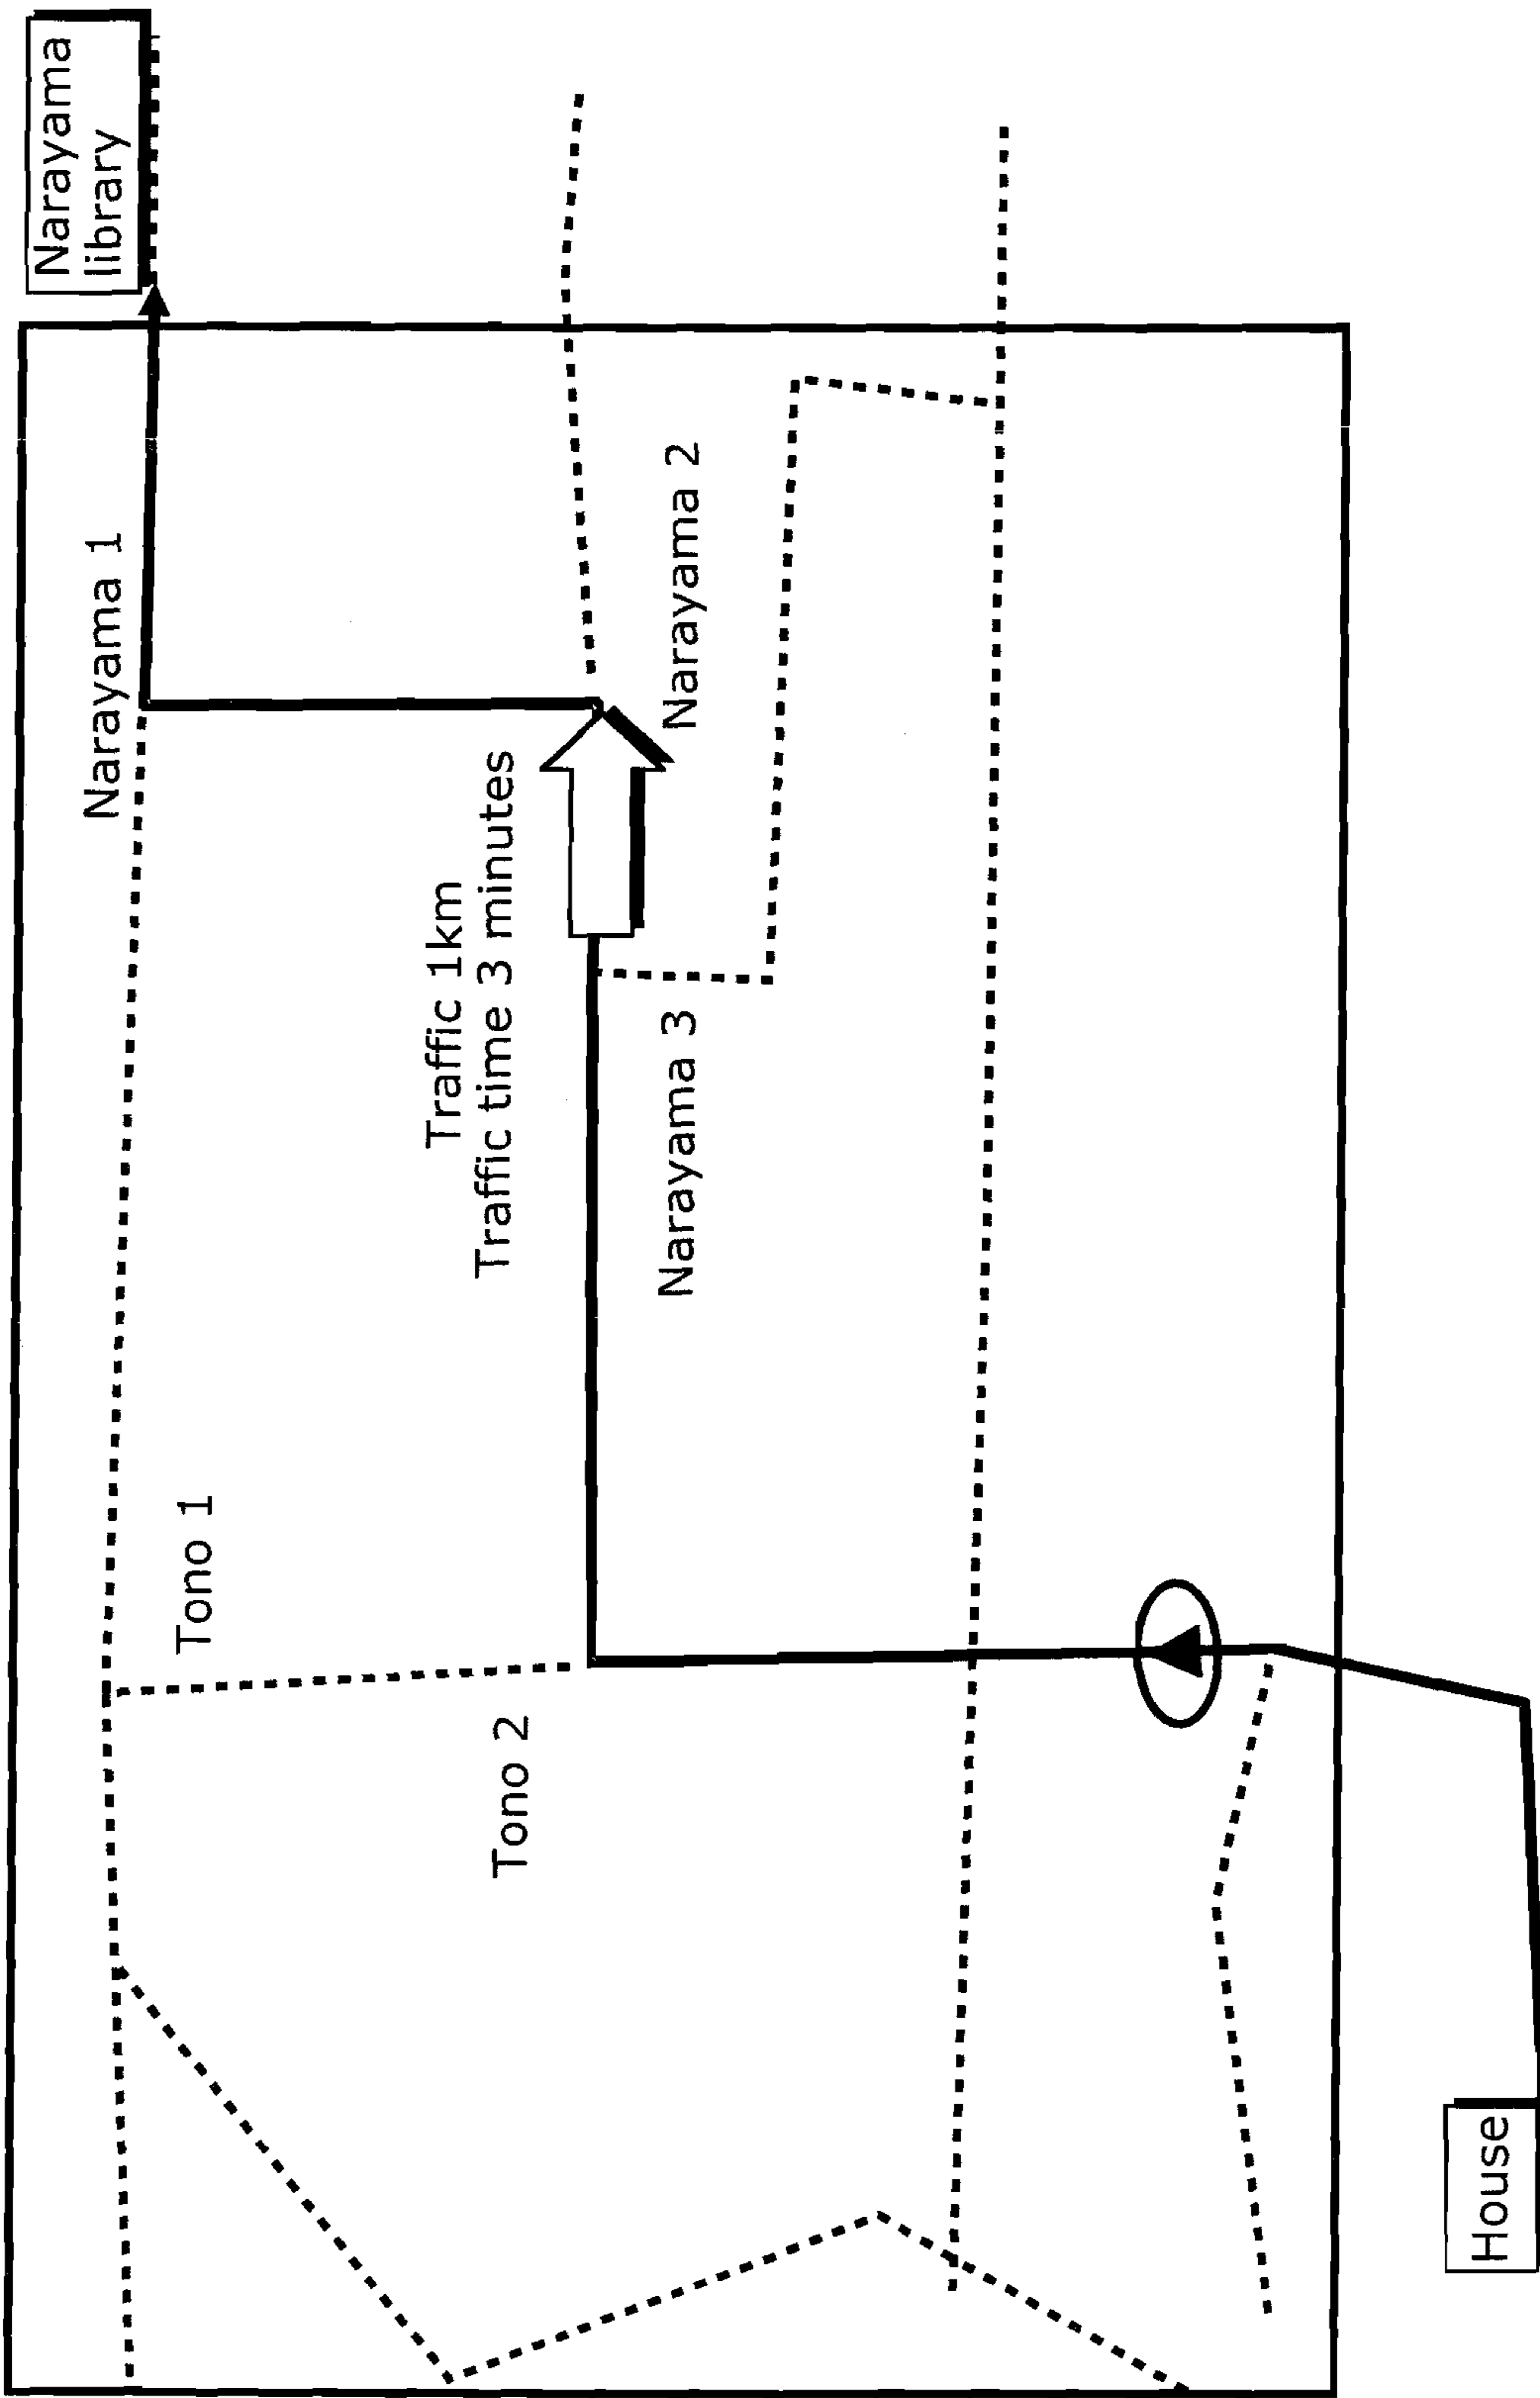 Narayama
library
Narayama 1
Tono 1
Traffic 1km
Traffic time 3 minutes
Tono 2
Narayama 3
Narayama 2
House